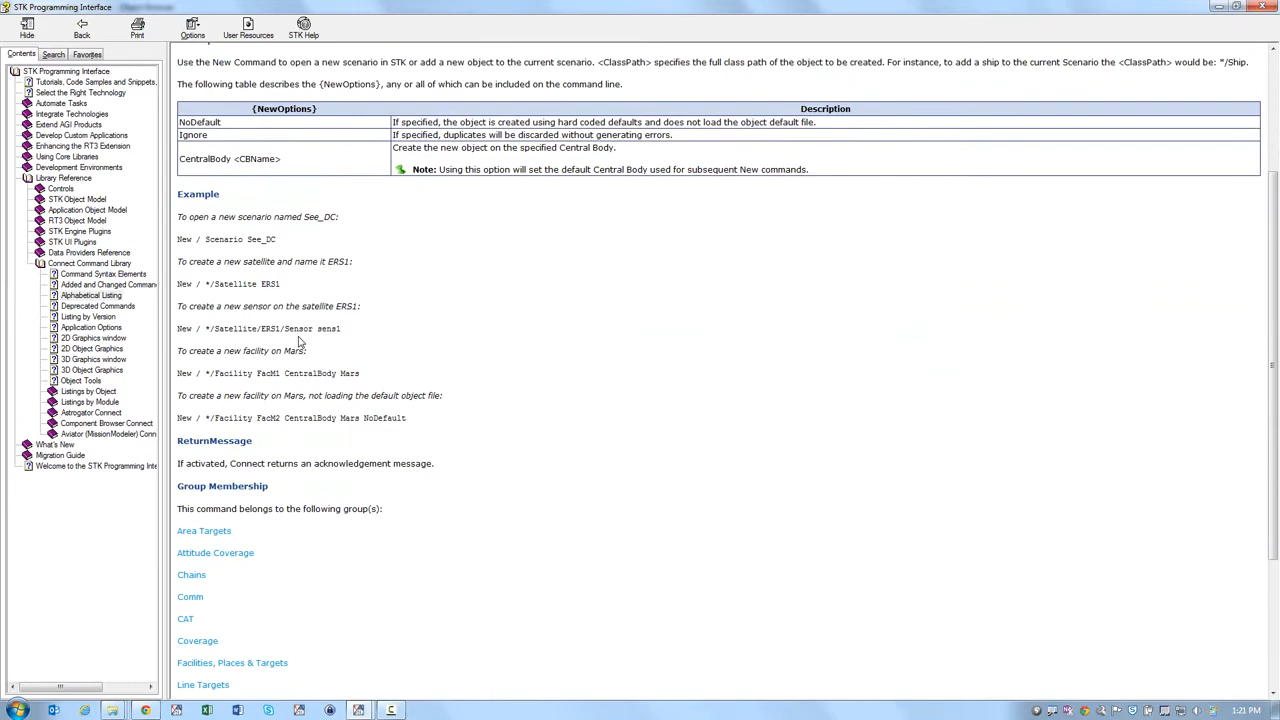 STK Programming Interface
Hide
Back
Print
Options
User Resources
STK Help
Contents
Search
Favorites
STK Programming Interface
Tutorials, Code Samples and Snippets,
Select the Right Technology
Automate Tasks
Integrate Technologies
Extend AGI Products
Develop Custom Applications
Enhancing the RT3 Extension
Using Core Libraries
Development Environments
Library Reference
Controls
STK Object Model
Application Object Model
RT3 Object Model
STK Engine Plugins
STK UI Plugins
Data Providers Reference
Connect Command Library
Command Syntax Elements
Added and Changed Comman
Alphabetical Listing
Deprecated Commands
Listing by Version
Application Options
2D Graphics window
2D Object Graphics
3D Graphics window
3D Object Graphics
Object Tools
Listings by Object
Listings by Module
Astrogator Connect
Component Browser Connect
Aviator (MissionModeler) Conn
What's New
Migration Guide
Welcome to the STK Programming Inte
Use the New Command to open a new scenario in STK or add a new object to the current scenario. <ClassPath> specifies the full class path of the object to be created. For instance, to add a ship to the current Scenario the <ClassPath> would be: */Ship.
The following table describes the {NewOptions}, any or all of which can be included on the command line.
{NewOptions} Description
NoDefault If specified, the object is created using hard coded defaults and does not load the object default file.
Ignore If specified, duplicates will be discarded without generating errors.
CentralBody <CBName> Create the new object on the specified Central Body.
Note: Using this option will set the default Central Body used for subsequent New commands.
Example
To open a new scenario named See_DC:
New / Scenario See_DC
To create a new satellite and name it ERS1:
New / */Satellite ERS1
To create a new sensor on the satellite ERS1:
New / */Satellite/ERS1/Sensor sens1
To create a new facility on Mars:
New / */Facility FacM1 CentralBody Mars
To create a new facility on Mars, not loading the default object file:
New / */Facility FacM2 CentralBody Mars NoDefault
ReturnMessage
If activated, Connect returns an acknowledgement message.
Group Membership
This command belongs to the following group(s):
Area Targets
Attitude Coverage
Chains
Comm
CAT
Coverage
Facilities, Places & Targets
Line Targets
1:21 PM